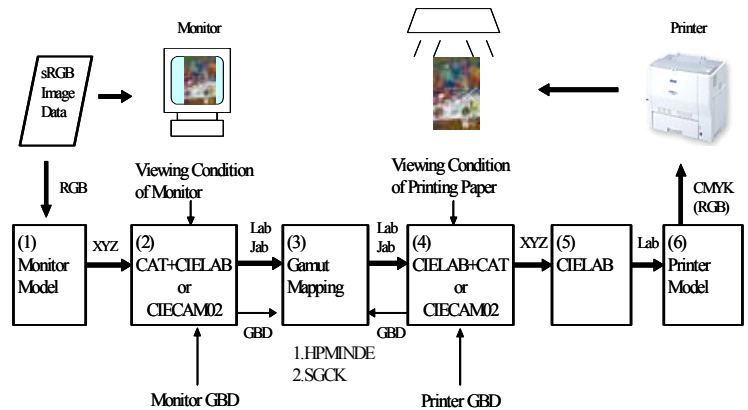 Monitor
Printer
sRGB
Image
Data
Viewing Condition
of Monitor
Viewing Condition
of Printing Paper
RGB
CMYK
(RGB)
(1)
Monitor
Model
XYZ
(2)
CAT+CIELAB
or
CIECAM02
Lab
Jab
(3)
Gamut
Mapping
Lab
Jab
(4)
CIELAB+CAT
or
CIECAM02
XYZ
(5)
CIELAB
Lab
(6)
Printer
Model
GBD
GBD
1.HPMINDE
2.SGCK
Monitor GBD
Printer GBD